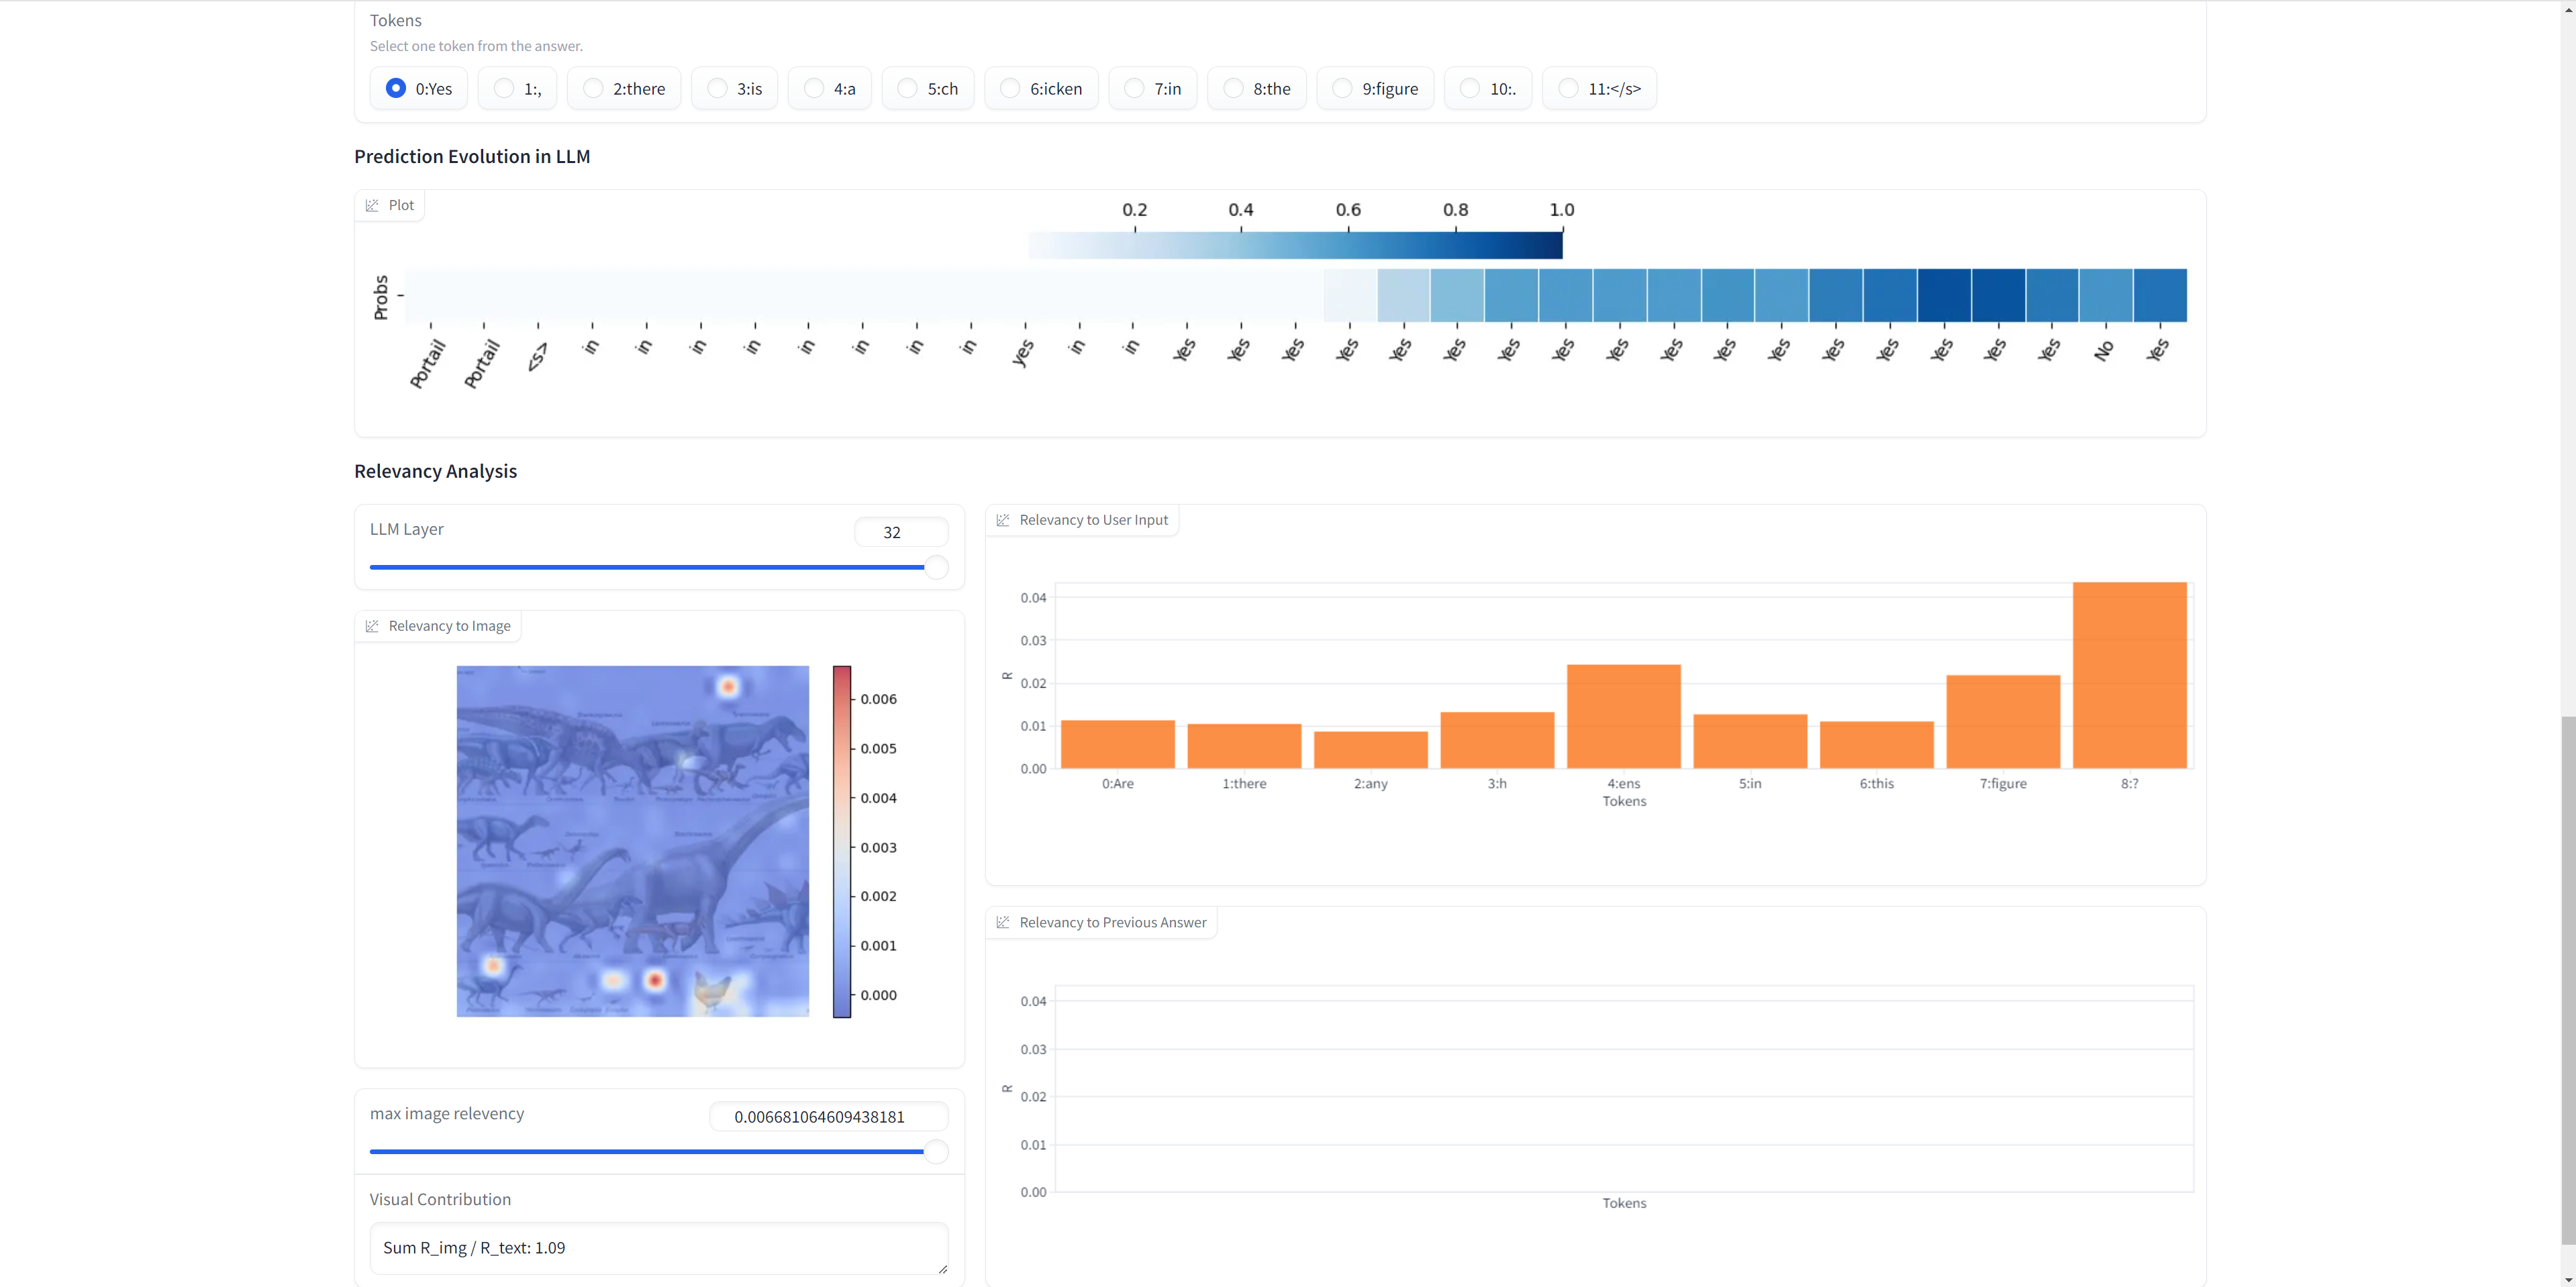 Tokens
Select one token from the answer.
0:Yes 1:, 2:there 3:is 4:a 5:ch 6:icken 7:in 8:the 9:figure 10:. 11:</s>
Prediction Evolution in LLM
Plot
0.2 0.4 0.6 0.8 1.0
Probs
Portail Portail <s> in in in in in in in in yes in in Yes Yes Yes Yes Yes Yes Yes Yes Yes Yes Yes Yes Yes Yes Yes Yes Yes No Yes
Relevancy Analysis
LLM Layer
32
Relevancy to Image
0.006
0.005
0.004
0.003
0.002
0.001
0.000
max image relevency
0.006681064609438181
Visual Contribution
Sum R_img / R_text: 1.09
Relevancy to User Input
R
0.04
0.03
0.02
0.01
0.00
0:Are 1:there 2:any 3:h 4:ens 5:in 6:this 7:figure 8:?
Tokens
Relevancy to Previous Answer
R
0.04
0.03
0.02
0.01
0.00
Tokens